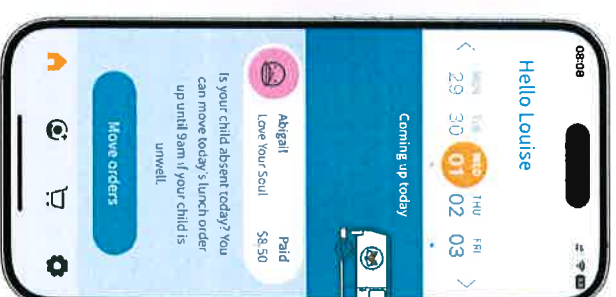 08:08
Hello Louise
MON TUE WED THU FRI
29 30 01 02 03
Coming up today
Abigail Paid
Love Your Soul $8.50
Is your child absent today? You
can move today's lunch order
up until 9am if your child is
unwell.
Move orders